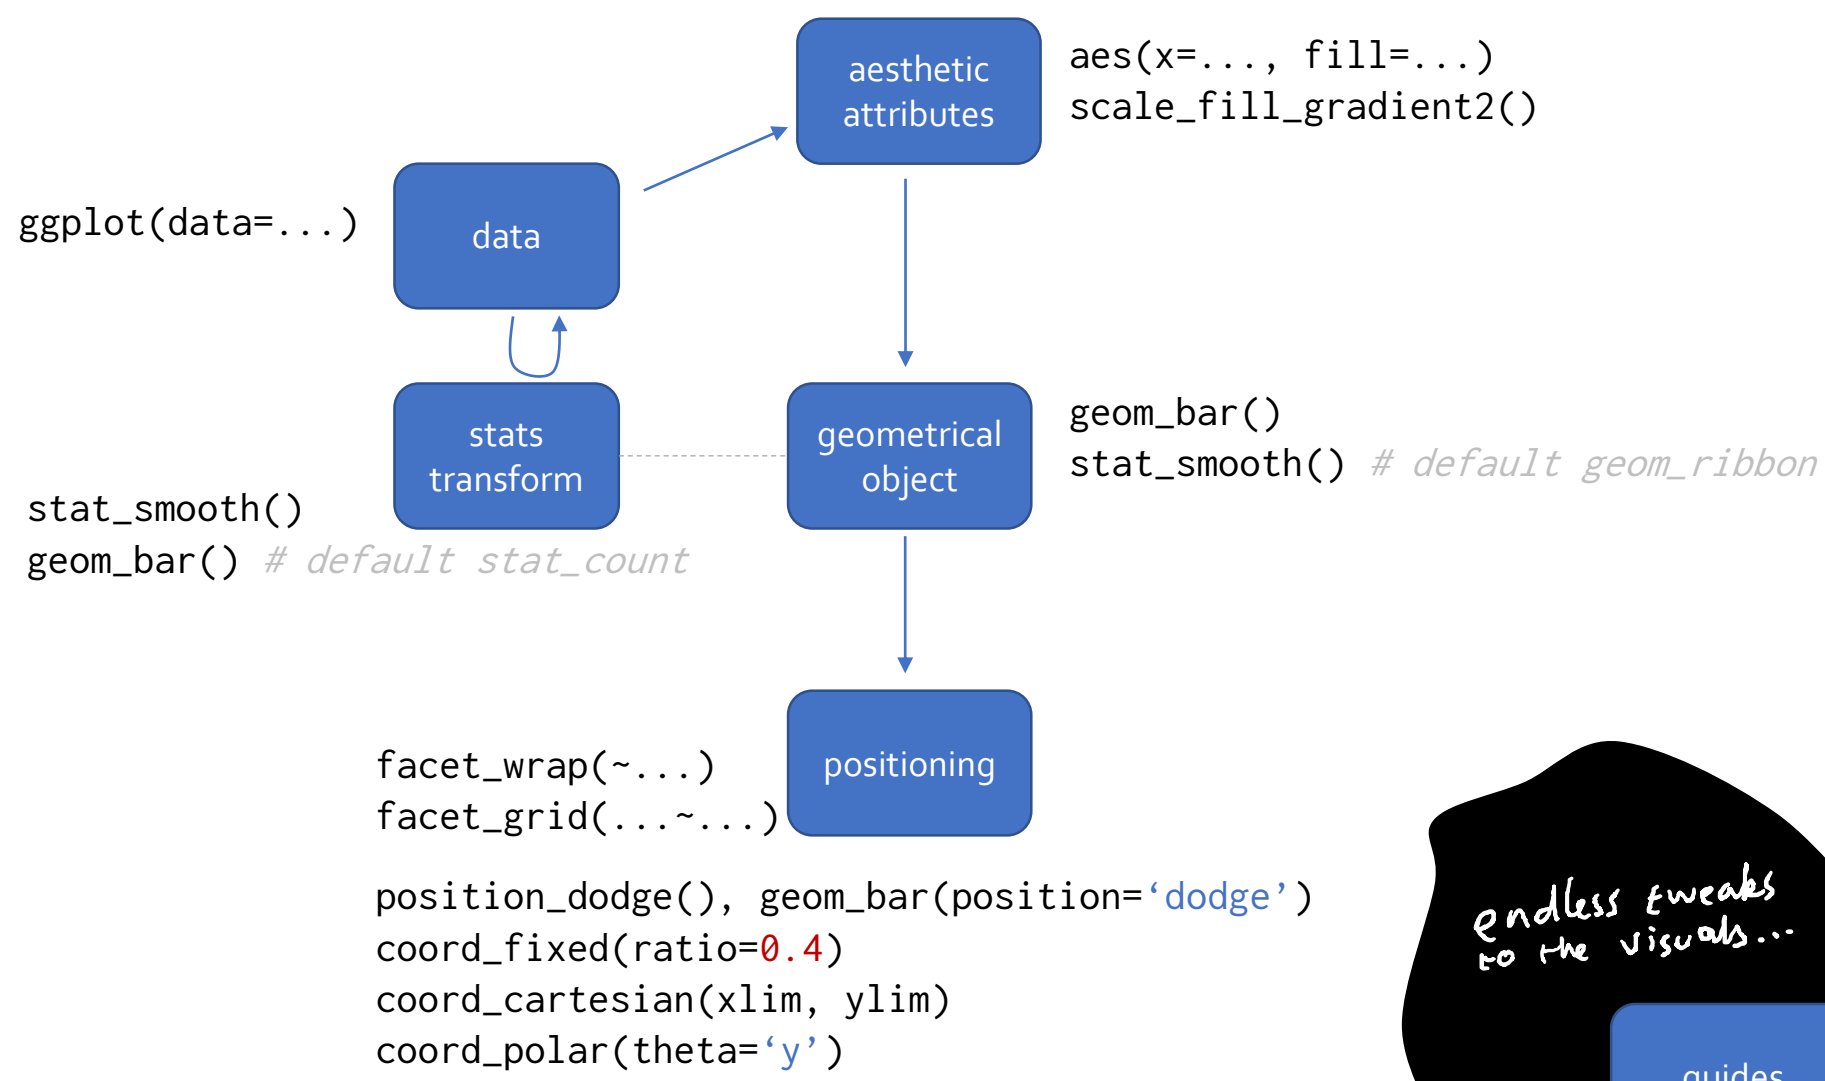 aesthetic
attributes
aes(x=..., fill=...)
scale_fill_gradient2()
ggplot(data=...)
data
stats
transform
stat_smooth()
geom_bar() # default stat_count
geometrical
object
geom_bar()
stat_smooth() # default geom_ribbon
positioning
facet_wrap(~...)
facet_grid(...~...)
position_dodge(), geom_bar(position=‘dodge’)
coord_fixed(ratio=0.4)
coord_cartesian(xlim, ylim)
coord_polar(theta=‘y’)
endless tweaks
to the visuals...
guides